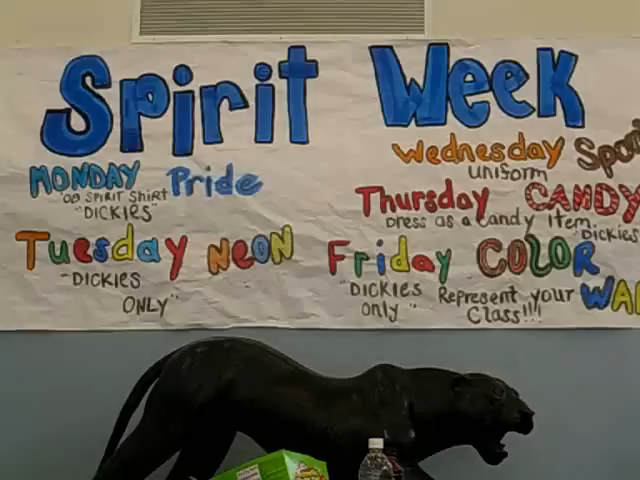 Spirit Week
MONDAY Pride
"OD SPIRIT SHIRT
"DICKIES"
Tuesday NEON
"DICKIES
ONLY"
Wednesday
UNIFORM
Thursday CANDY
DRESS as a Candy Item.
"Dickies
Friday COLOR
"DICKIES
only"
Represent your
Class!!!